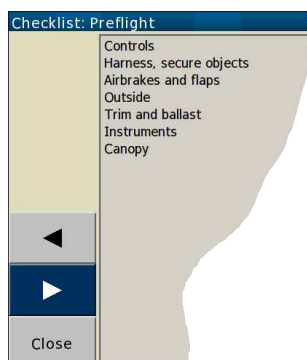 Checklist: Preflight
Controls
Harness, secure objects
Airbrakes and flaps
Outside
Trim and ballast
Instruments
Canopy
Close